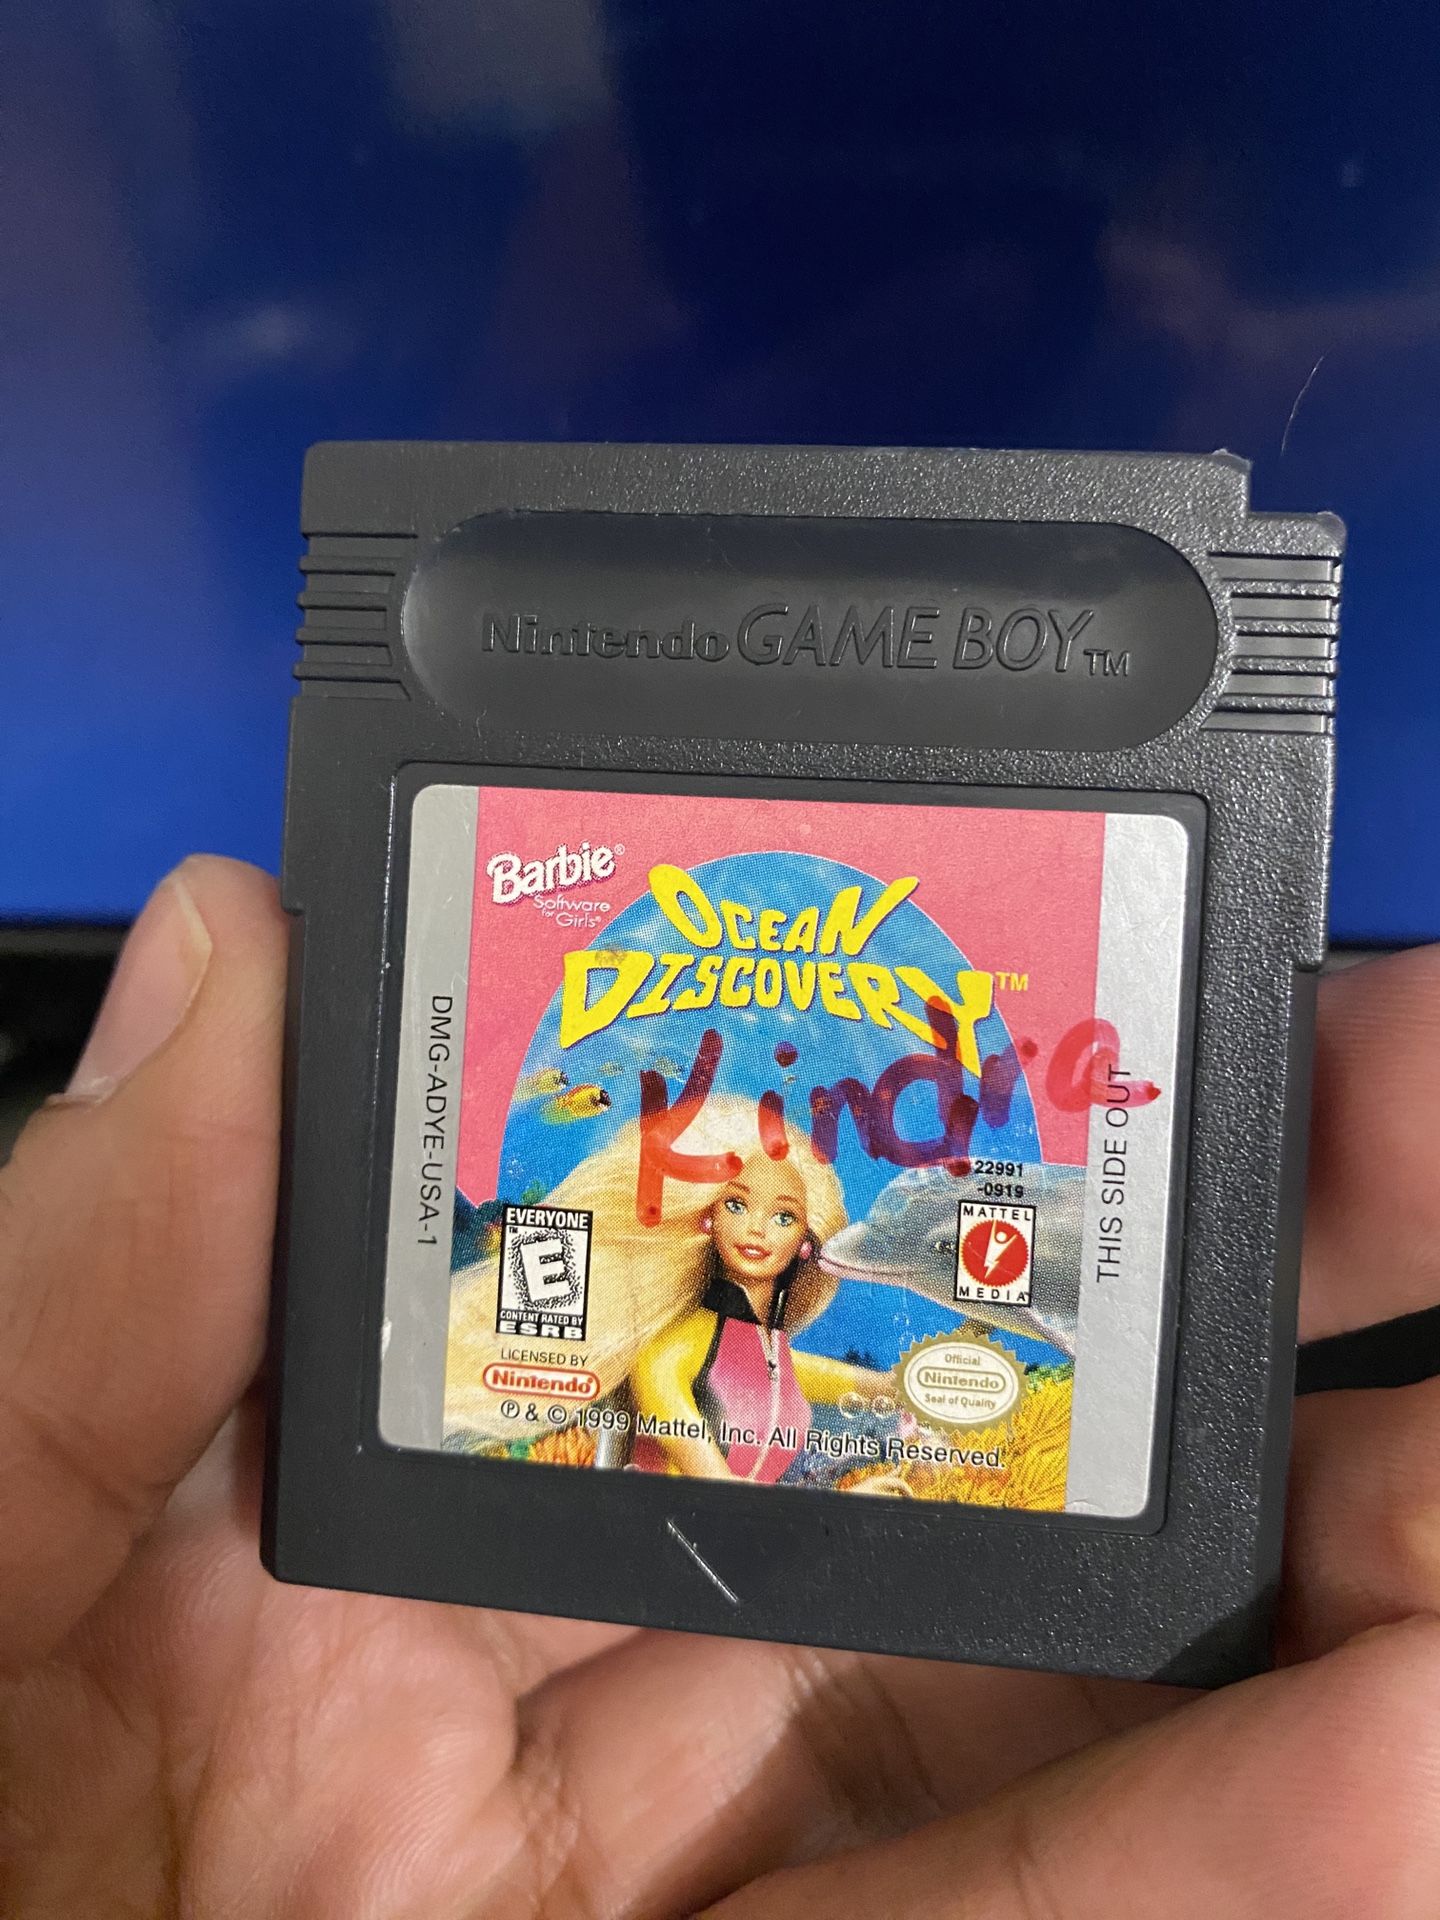 Nintendo GAME BOY™
Barbie®
Software
for Girls®
OCEAN
DISCOVERY™
Kindra
DMG-ADYE-USA-1
THIS SIDE OUT
22991
-0919
MATTEL
MEDIA
EVERYONE
™
E
CONTENT RATED BY
ESRB
LICENSED BY
Nintendo®
Official
Nintendo
Seal of Quality
℗ & © 1999 Mattel, Inc. All Rights Reserved.